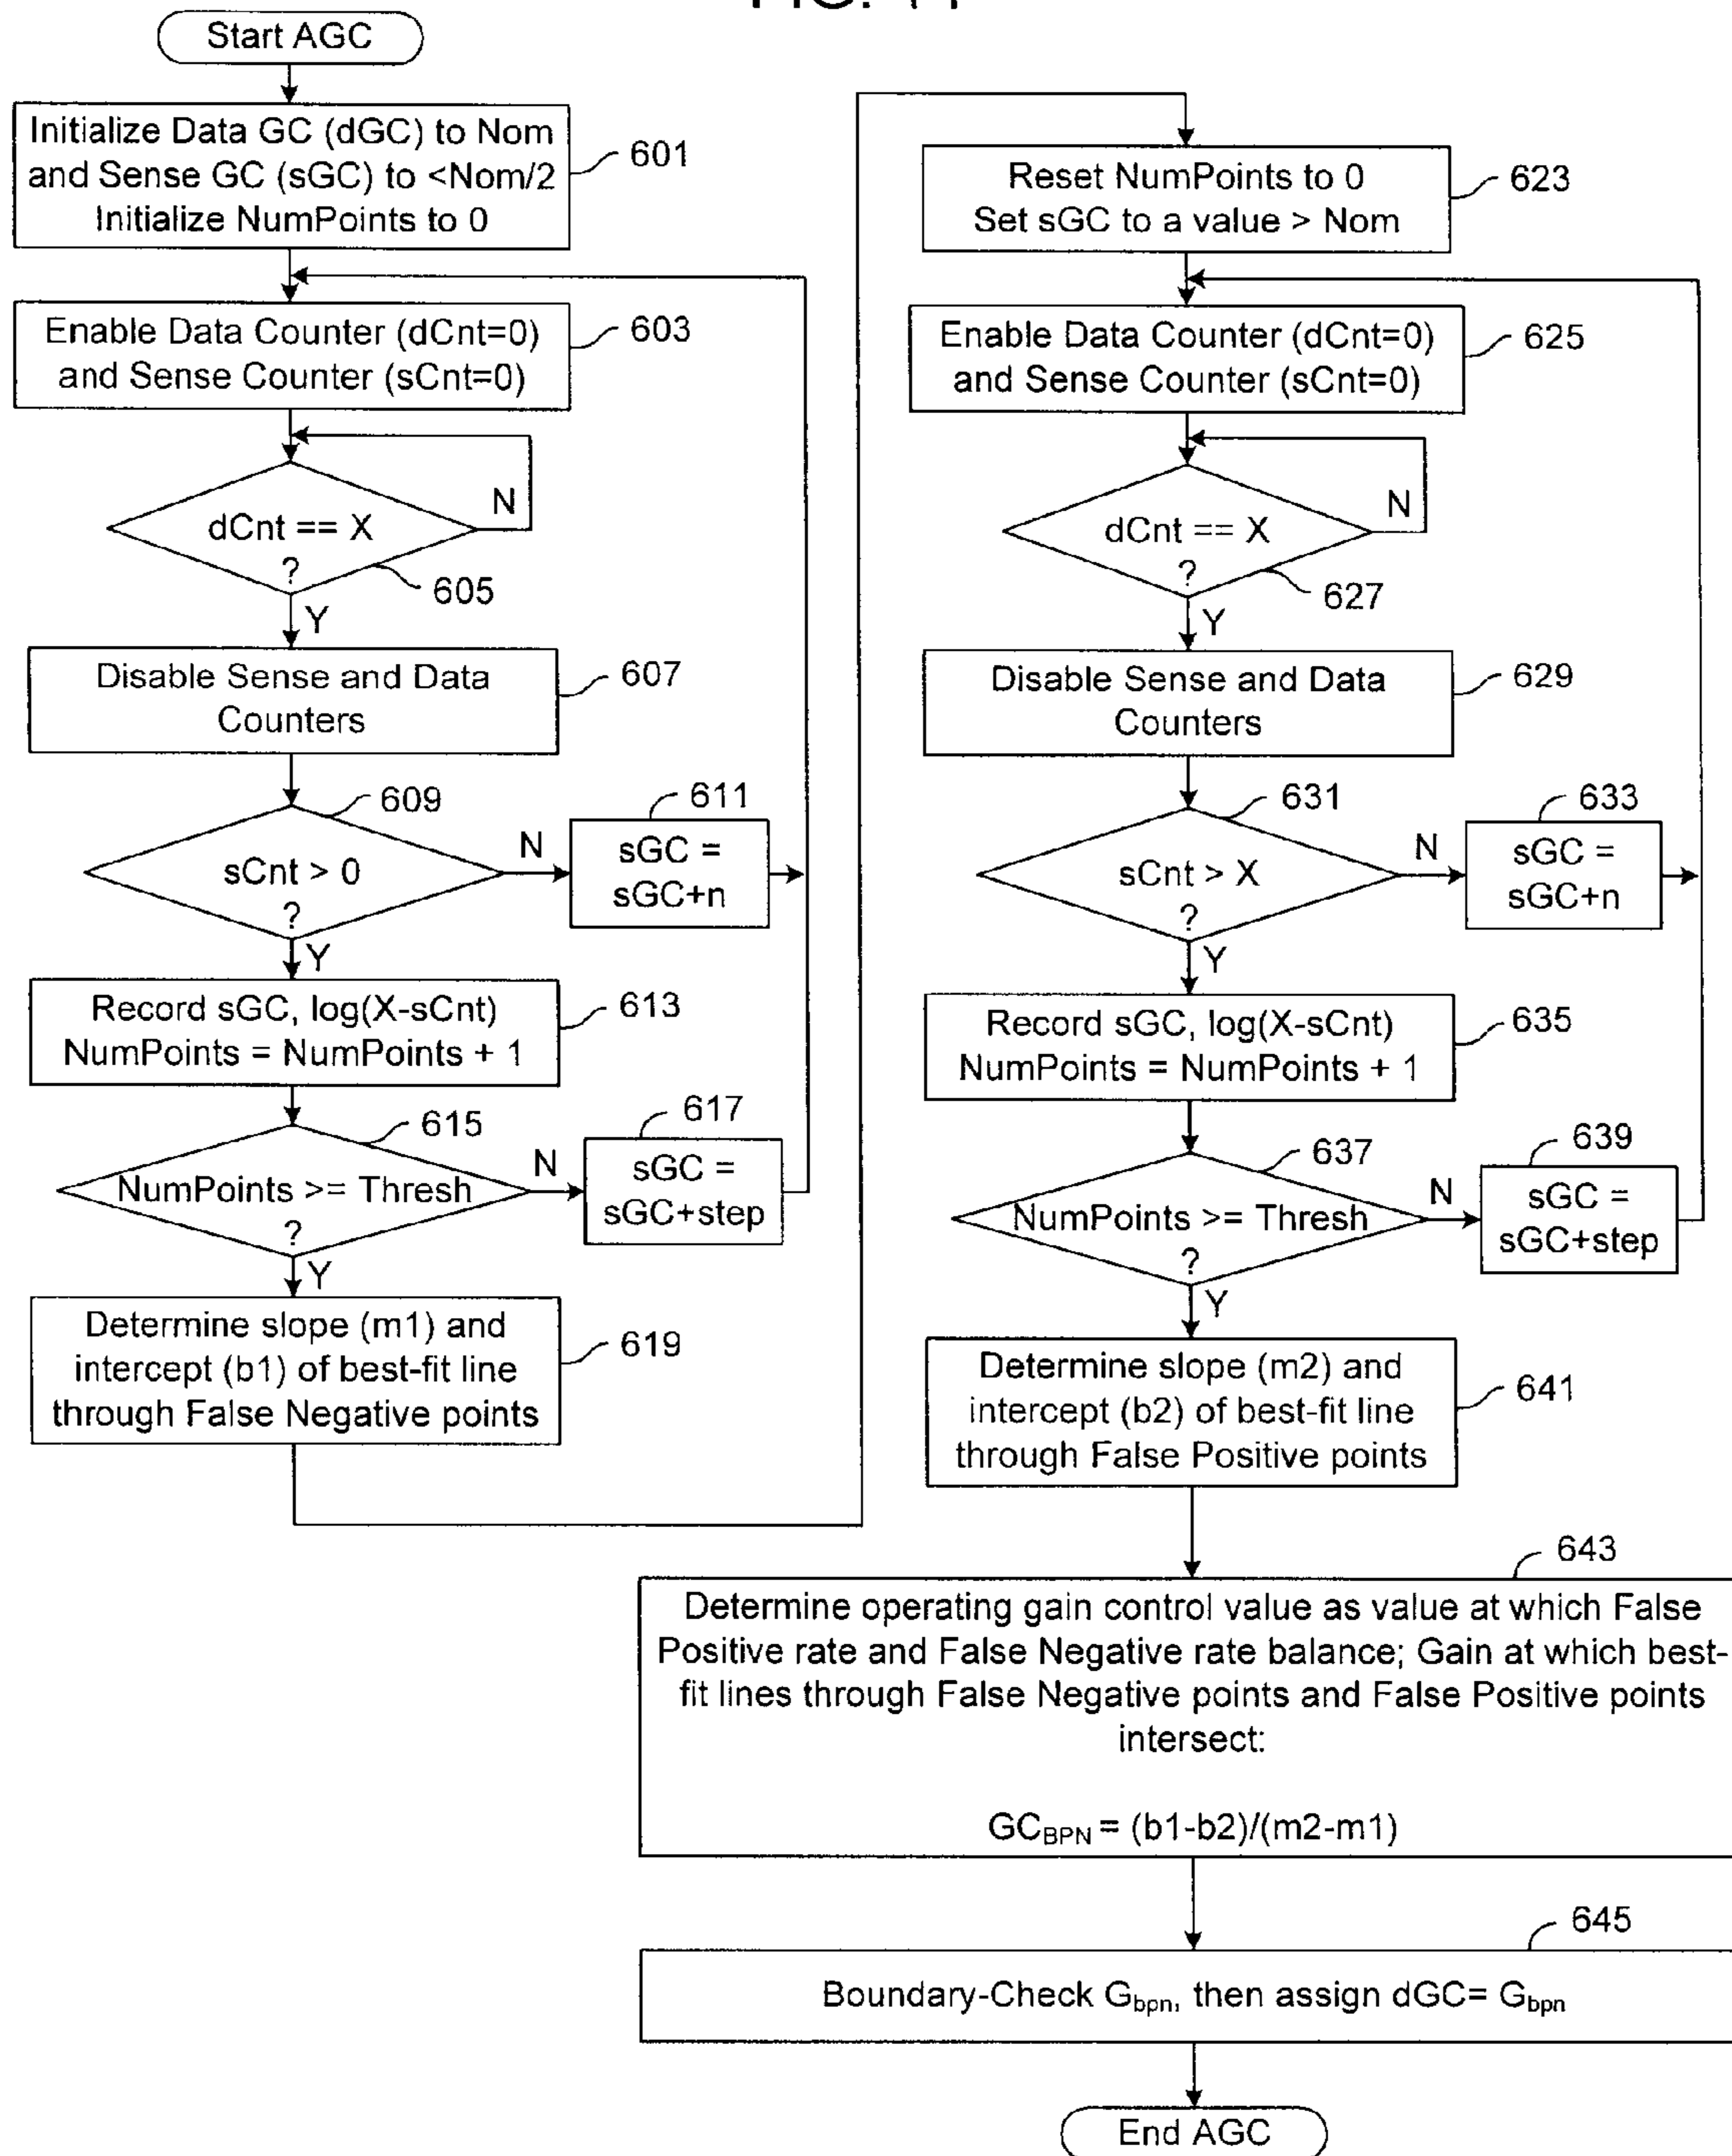 Start AGC
Initialize Data GC (dGC) to Nom
and Sense GC (sGC) to <Nom/2
Initialize NumPoints to 0
601
Enable Data Counter (dCnt=0)
and Sense Counter (sCnt=0)
603
dCnt == X
?
N
605
Y
Disable Sense and Data
Counters
607
609
sCnt > 0
?
N
611
sGC =
sGC+n
Y
Record sGC, log(X-sCnt)
NumPoints = NumPoints + 1
613
615
NumPoints >= Thresh
?
N
617
sGC =
sGC+step
Y
Determine slope (m1) and
intercept (b1) of best-fit line
through False Negative points
619
Reset NumPoints to 0
Set sGC to a value > Nom
623
Enable Data Counter (dCnt=0)
and Sense Counter (sCnt=0)
625
dCnt == X
?
N
627
Y
Disable Sense and Data
Counters
629
631
sCnt > X
?
N
633
sGC =
sGC+n
Y
Record sGC, log(X-sCnt)
NumPoints = NumPoints + 1
635
637
NumPoints >= Thresh
?
N
639
sGC =
sGC+step
Y
Determine slope (m2) and
intercept (b2) of best-fit line
through False Positive points
641
643
Determine operating gain control value as value at which False
Positive rate and False Negative rate balance; Gain at which best-
fit lines through False Negative points and False Positive points
intersect:
GC_BPN = (b1-b2)/(m2-m1)
645
Boundary-Check G_bpn, then assign dGC= G_bpn
End AGC